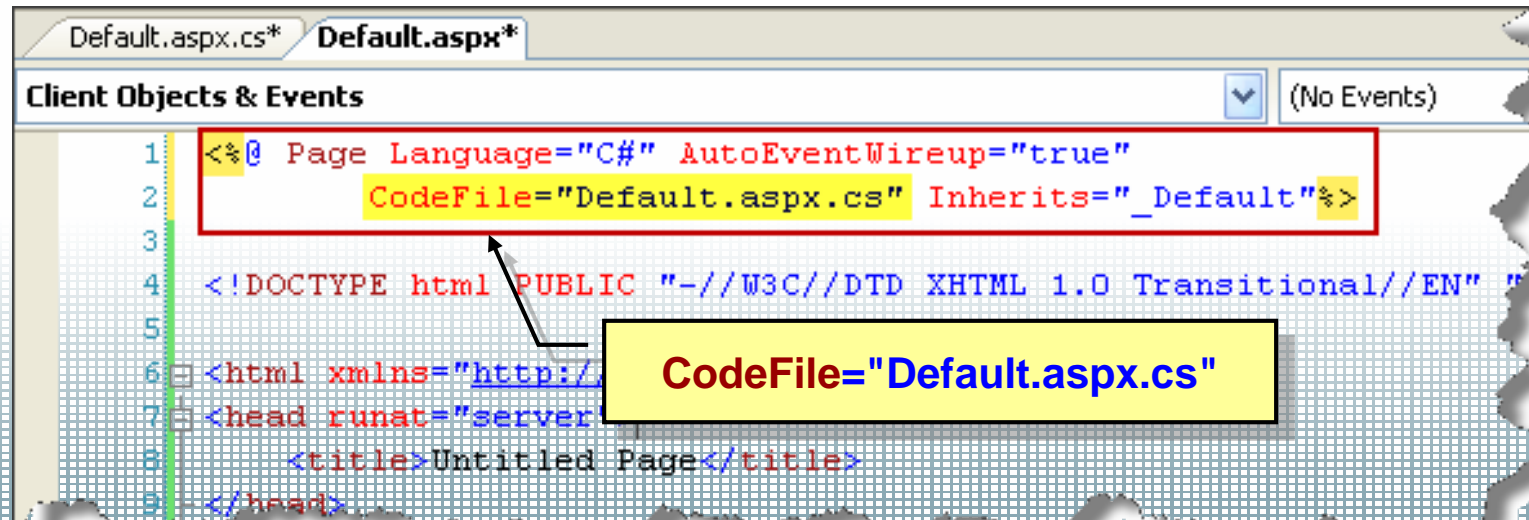 Default.aspx.cs* Default.aspx*
Client Objects & Events (No Events)
1 <%@ Page Language="C#" AutoEventWireup="true"
2 CodeFile="Default.aspx.cs" Inherits="_Default"%>
3
4 <!DOCTYPE html PUBLIC "-//W3C//DTD XHTML 1.0 Transitional//EN" "
5
6 <html xmlns="http:/
CodeFile="Default.aspx.cs"
7 <head runat="server"
8 <title>Untitled Page</title>
9 </head>